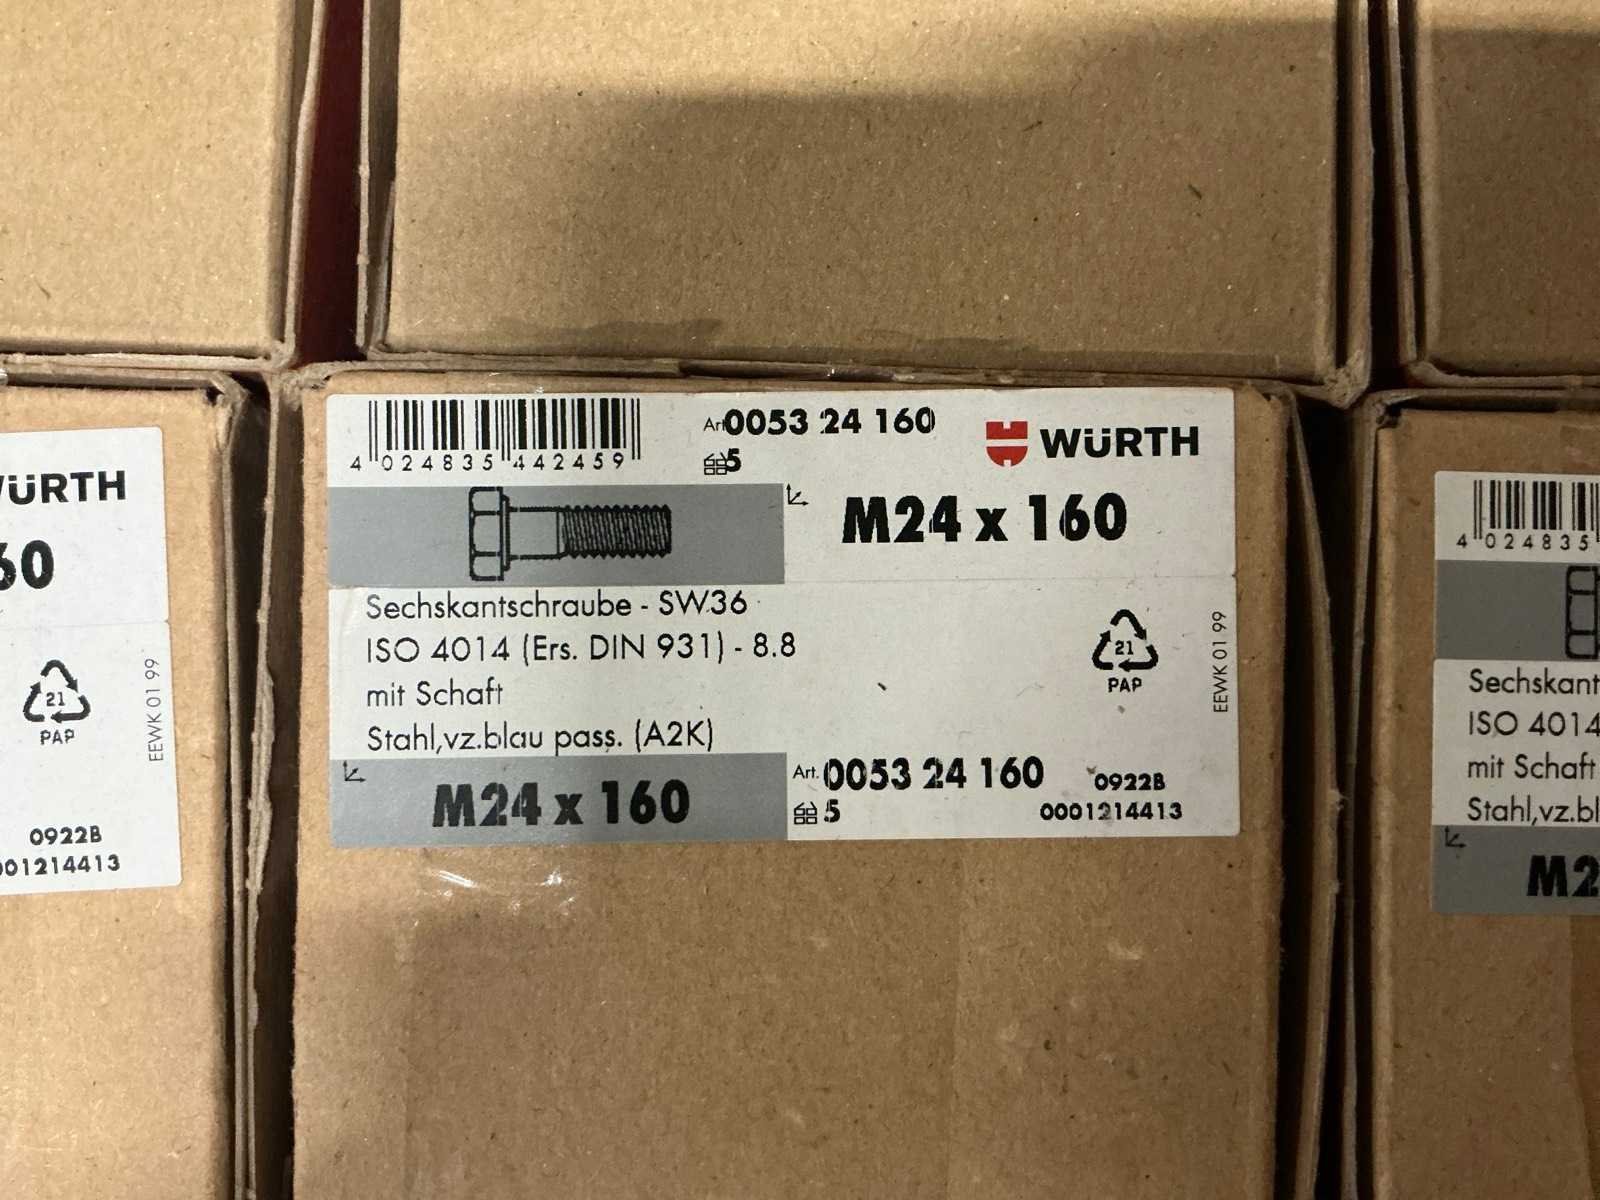 Art. 0053 24 160
WÜRTH
4 024835 442459
5
M24 x 160
Sechskantschraube - SW36
ISO 4014 (Ers. DIN 931) - 8.8
mit Schaft
Stahl,vz.blau pass. (A2K)
21
PAP
EEWK 01 99
M24 x 160
Art. 0053 24 160
5
0922B
0001214413
WÜRTH
60
21
PAP
EEWK 01 99
0922B
001214413
4 024835
Sechskant
ISO 4014
mit Schaft
Stahl,vz.bl
M2